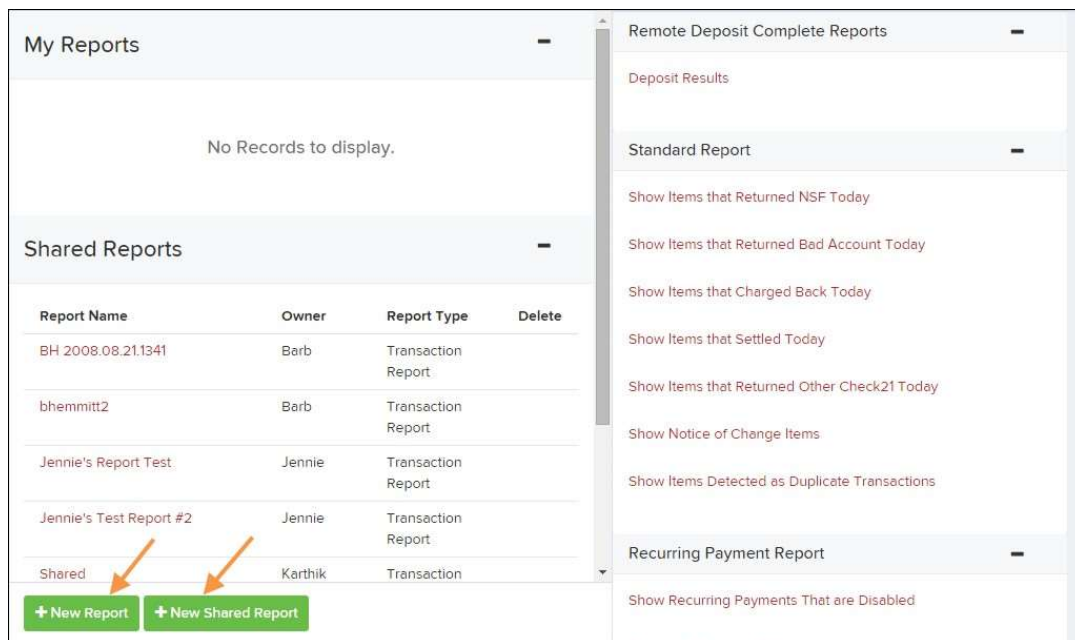 My Reports
No Records to display.
Shared Reports
Report Name Owner Report Type Delete
BH 2008.08.21.1341 Barb Transaction
Report
bhemmitt2 Barb Transaction
Report
Jennie's Report Test Jennie Transaction
Report
Jennie's Test Report #2 Jennie Transaction
Report
Shared Karthik Transaction
+ New Report + New Shared Report
Remote Deposit Complete Reports
Deposit Results
Standard Report
Show Items that Returned NSF Today
Show Items that Returned Bad Account Today
Show Items that Charged Back Today
Show Items that Settled Today
Show Items that Returned Other Check21 Today
Show Notice of Change Items
Show Items Detected as Duplicate Transactions
Recurring Payment Report
Show Recurring Payments That are Disabled